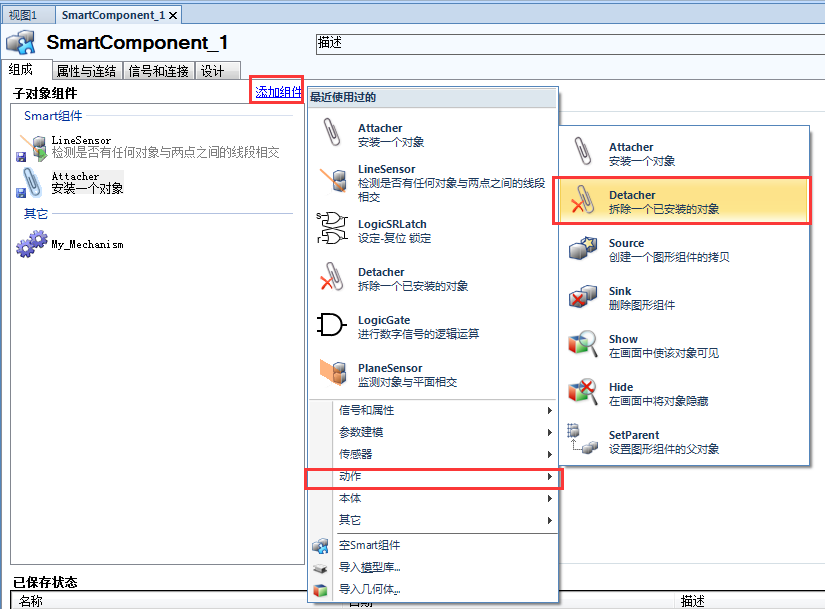 视图1
SmartComponent_1
SmartComponent_1
描述
组成
属性与连结
信号和连接
设计
子对象组件
添加组件
Smart组件
LineSensor
检测是否有任何对象与两点之间的线段相交
Attacher
安装一个对象
其它
My_Mechanism
最近使用过的
Attacher
安装一个对象
LineSensor
检测是否有任何对象与两点之间的线段
相交
LogicSRLatch
设定-复位 锁定
Detacher
拆除一个已安装的对象
LogicGate
进行数字信号的逻辑运算
PlaneSensor
监测对象与平面相交
信号和属性
参数建模
传感器
动作
本体
其它
空Smart组件
导入模型库...
导入几何体...
Attacher
安装一个对象
Detacher
拆除一个已安装的对象
Source
创建一个图形组件的拷贝
Sink
删除图形组件
Show
在画面中使该对象可见
Hide
在画面中将对象隐藏
SetParent
设置图形组件的父对象
已保存状态
名称
描述